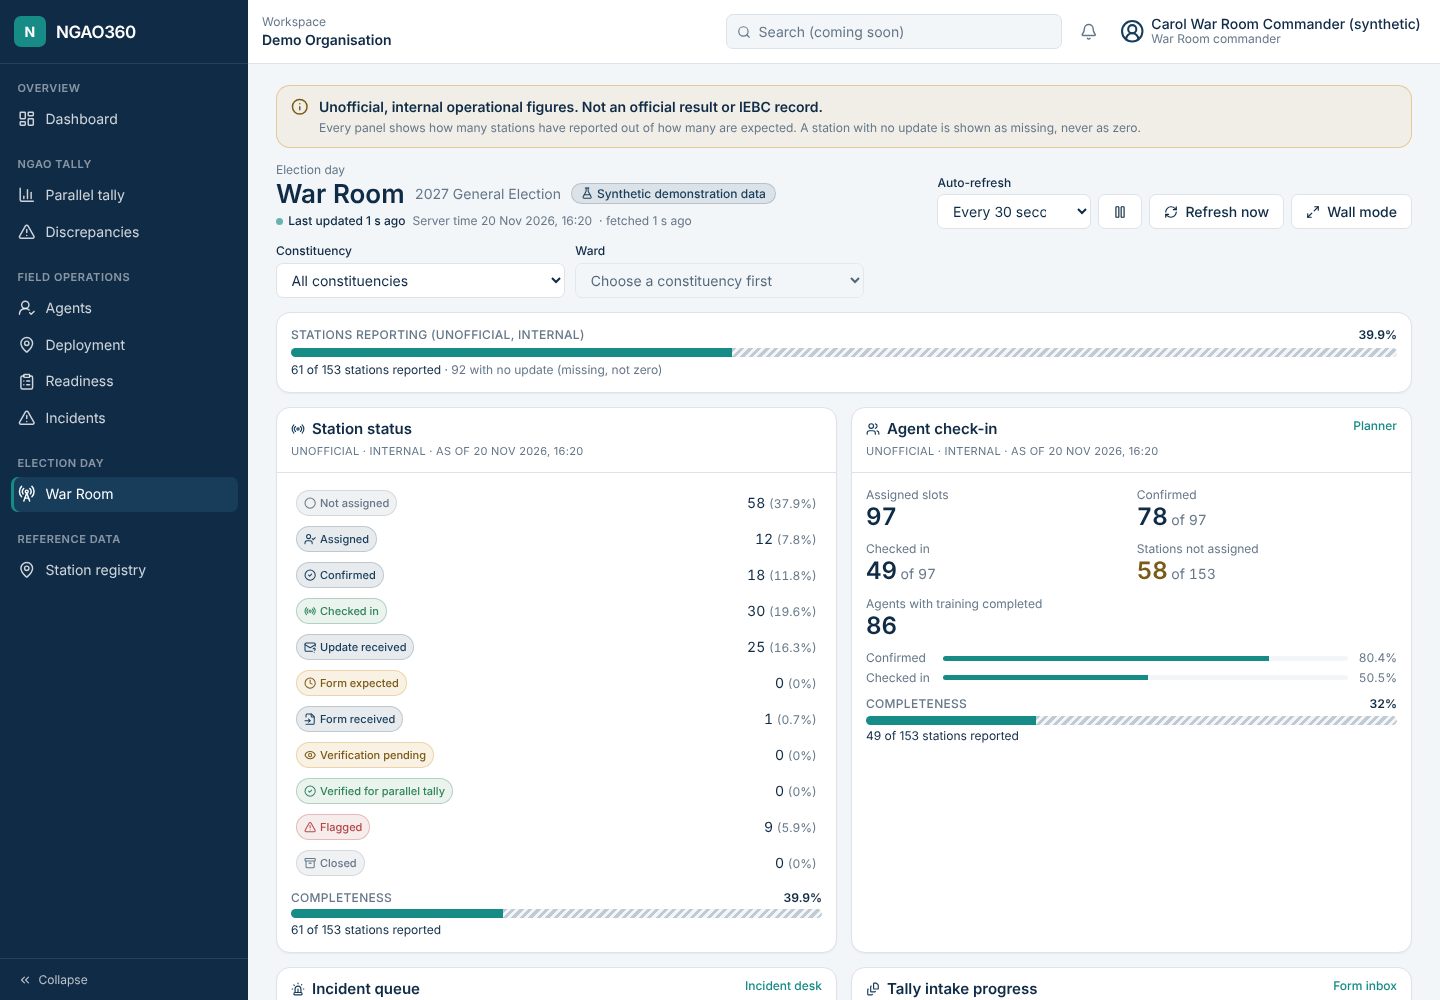 N NGAO360
OVERVIEW
Dashboard
NGAO TALLY
Parallel tally
Discrepancies
FIELD OPERATIONS
Agents
Deployment
Readiness
Incidents
ELECTION DAY
War Room
REFERENCE DATA
Station registry
Collapse
Workspace
Demo Organisation
Search (coming soon)
Carol War Room Commander (synthetic)
War Room commander
Unofficial, internal operational figures. Not an official result or IEBC record.
Every panel shows how many stations have reported out of how many are expected. A station with no update is shown as missing, never as zero.
Election day
War Room 2027 General Election Synthetic demonstration data
Last updated 1 s ago Server time 20 Nov 2026, 16:20 · fetched 1 s ago
Auto-refresh
Every 30 sec
Refresh now
Wall mode
Constituency
All constituencies
Ward
Choose a constituency first
STATIONS REPORTING (UNOFFICIAL, INTERNAL) 39.9%
61 of 153 stations reported · 92 with no update (missing, not zero)
Station status
UNOFFICIAL · INTERNAL · AS OF 20 NOV 2026, 16:20
Not assigned 58 (37.9%)
Assigned 12 (7.8%)
Confirmed 18 (11.8%)
Checked in 30 (19.6%)
Update received 25 (16.3%)
Form expected 0 (0%)
Form received 1 (0.7%)
Verification pending 0 (0%)
Verified for parallel tally 0 (0%)
Flagged 9 (5.9%)
Closed 0 (0%)
COMPLETENESS 39.9%
61 of 153 stations reported
Agent check-in Planner
UNOFFICIAL · INTERNAL · AS OF 20 NOV 2026, 16:20
Assigned slots
97
Confirmed
78 of 97
Checked in
49 of 97
Stations not assigned
58 of 153
Agents with training completed
86
Confirmed 80.4%
Checked in 50.5%
COMPLETENESS 32%
49 of 153 stations reported
Incident queue Incident desk
Tally intake progress Form inbox